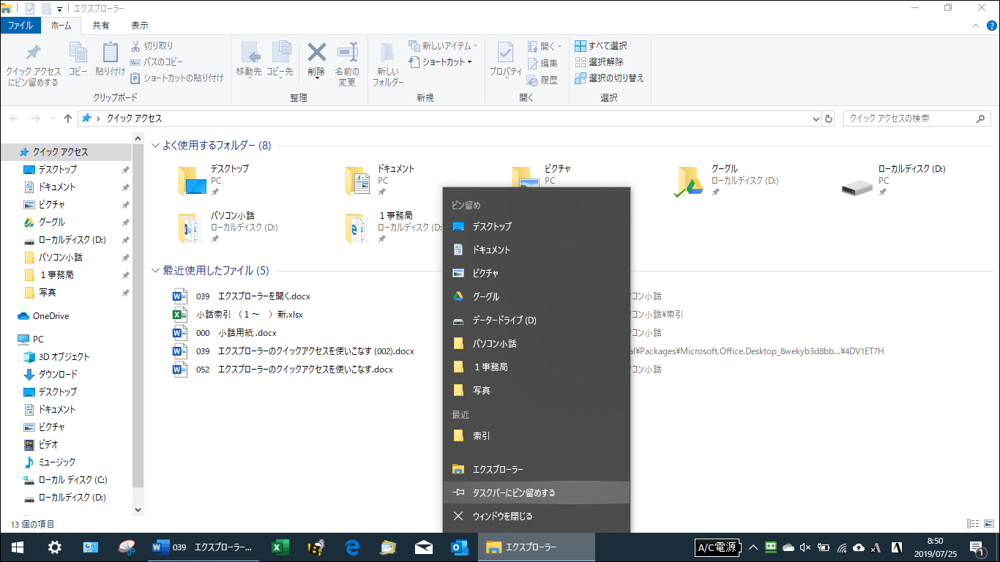 エクスプローラー
ファイル ホーム 共有 表示
クイック アクセス
にピン留めする
コピー
貼り付け
切り取り
パスのコピー
ショートカットの貼り付け
クリップボード
移動先
コピー先
削除
名前の
変更
整理
新しい
フォルダー
新しいアイテム
ショートカット
新規
プロパティ
開く
編集
履歴
開く
すべて選択
選択解除
選択の切り替え
選択
クイック アクセス
クイック アクセスの検索
クイック アクセス
デスクトップ
ドキュメント
ピクチャ
グーグル
ローカルディスク (D:)
パソコン小話
１事務局
写真
OneDrive
PC
3D オブジェクト
ダウンロード
デスクトップ
ドキュメント
ピクチャ
ビデオ
ミュージック
ローカル ディスク (C:)
ローカルディスク (D:)
よく使用するフォルダー (8)
デスクトップ
PC
ドキュメント
PC
ピクチャ
PC
グーグル
ローカルディスク (D:)
ローカルディスク (D:)
PC
パソコン小話
ローカルディスク (D:)
１事務局
ローカルディスク (D:
最近使用したファイル (5)
039　エクスプローラーを開く.docx
コン小話
小話索引 （１～　）新.xlsx
コン小話¥索引
000　小話用紙 .docx
コン小話
039　エクスプローラーのクイックアクセスを使いこなす (002).docx
al¥Packages¥Microsoft.Office.Desktop_8wekyb3d8bb...¥4DV1ET7H
052　エクスプローラーのクイックアクセスを使いこなす.docx
コン小話
ピン留め
デスクトップ
ドキュメント
ピクチャ
グーグル
データードライブ (D)
パソコン小話
１事務局
写真
最近
索引
エクスプローラー
タスクバーにピン留めする
ウィンドウを閉じる
13 個の項目
039　エクスプローラー...
エクスプローラー
A/C電源
A
8:50
2019/07/25
1